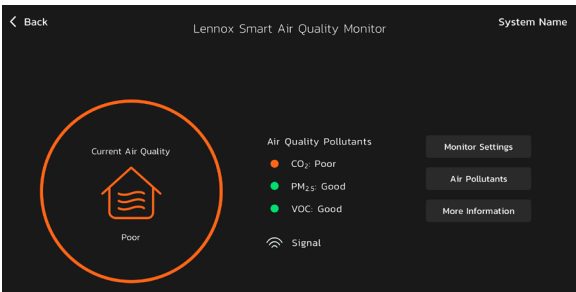 Back
Lennox Smart Air Quality Monitor
System Name
Current Air Quality
Poor
Air Quality Pollutants
CO₂: Poor
PM₂.₅: Good
VOC: Good
Signal
Monitor Settings
Air Pollutants
More Information